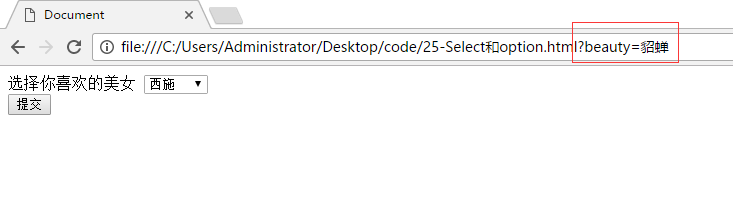 Document
file:///C:/Users/Administrator/Desktop/code/25-Select和option.html?beauty=貂蝉
选择你喜欢的美女 西施
提交